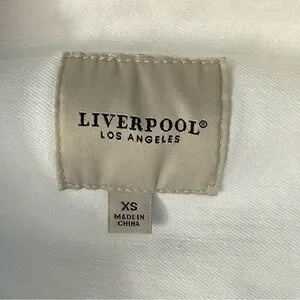 LIVERPOOL®
LOS ANGELES
XS
MADE IN
CHINA